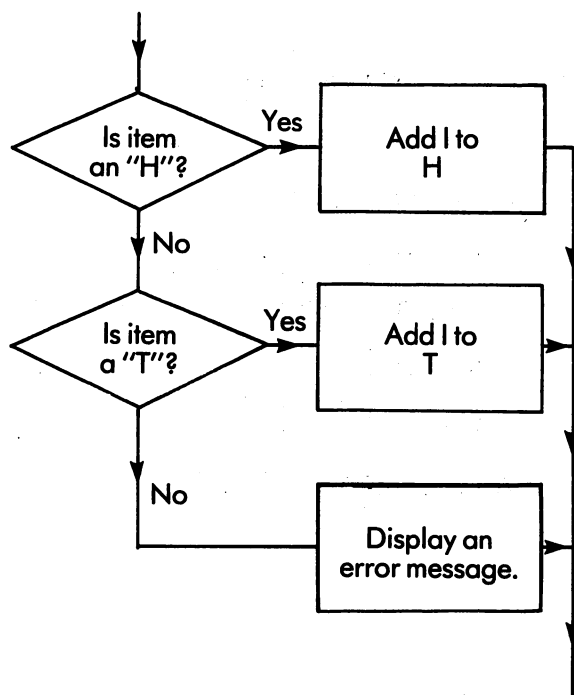 Is item
an "H"?
Yes
Add 1 to
H
No
Is item
a "T"?
Yes
Add 1 to
T
No
Display an
error message.